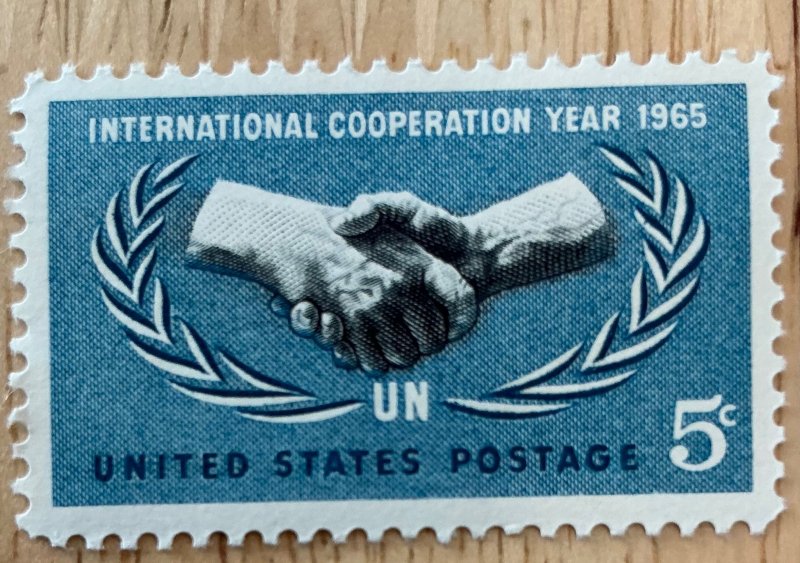 INTERNATIONAL COOPERATION YEAR 1965
UN
5c
UNITED STATES POSTAGE